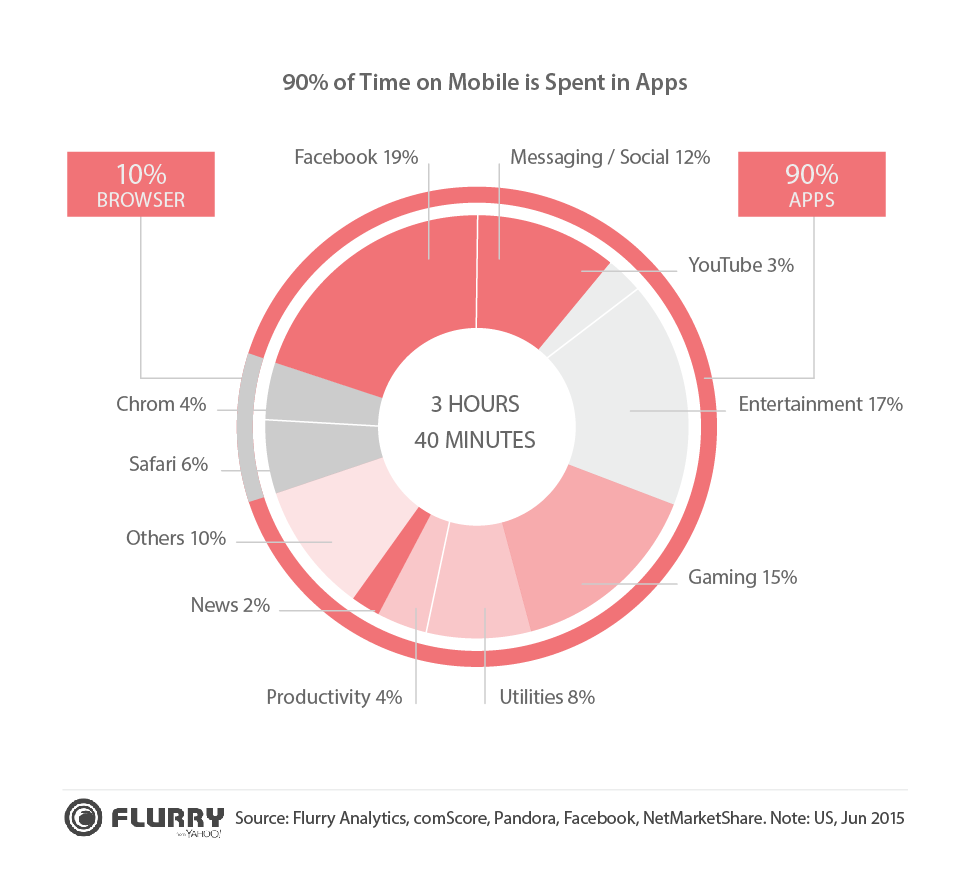 90% of Time on Mobile is Spent in Apps
10%
BROWSER
Facebook 19%
Messaging / Social 12%
90%
APPS
YouTube 3%
Chrom 4%
3 HOURS
40 MINUTES
Entertainment 17%
Safari 6%
Others 10%
Gaming 15%
News 2%
Productivity 4%
Utilities 8%
FLURRY
from YAHOO!
Source: Flurry Analytics, comScore, Pandora, Facebook, NetMarketShare. Note: US, Jun 2015